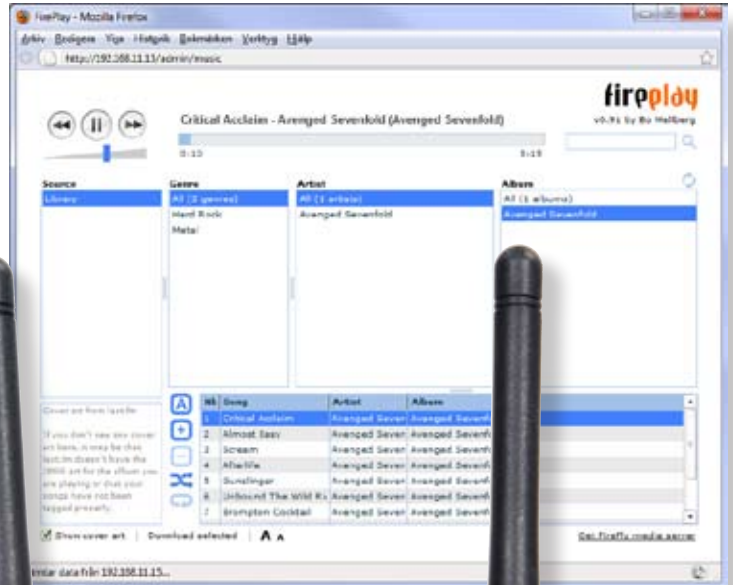 FirePlay - Mozilla Firefox
Arkiv Redigera Visa Historik Bokmärken Verktyg Hjälp
http://192.168.11.15/admin/music
fireplay
v0.91 by Bo Hellberg
Critical Acclaim - Avenged Sevenfold (Avenged Sevenfold)
0:10
5:15
Source Genre Artist Album
Library All (2 genres) All (1 artists) All (1 albums)
Hard Rock Avenged Sevenfold Avenged Sevenfold
Metal
Cover art from lastfm
If you don't see any cover
art here, it may be that
last.fm doesn't have the
cover art for the album you
are playing or that your
songs have not been
tagged properly.
A Nb Song Artist Album
1 Critical Acclaim Avenged Seven Avenged Sevenf
2 Almost Easy Avenged Seven Avenged Sevenf
3 Scream Avenged Seven Avenged Sevenf
4 Afterlife Avenged Seven Avenged Sevenf
5 Gunslinger Avenged Seven Avenged Sevenf
6 Unbound The Wild Ri Avenged Seven Avenged Sevenf
7 Brompton Cocktail Avenged Seven Avenged Sevenf
Show cover art Download selected A A Get Firefly media server
data från 192.168.11.15...